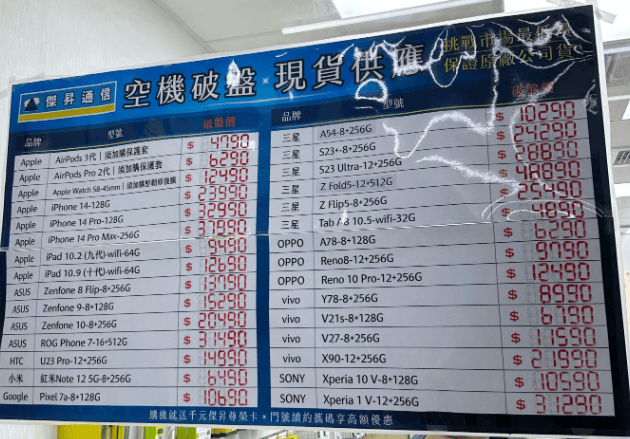 傑昇通信 空機破盤•現貨供應
挑戰市場最低價
保證原廠公司貨
品牌 型號 破盤價
Apple AirPods 3代 | 須加購保護套 $ 4790
Apple AirPods Pro 2代 | 須加購保護套 $ 6290
Apple Apple Watch S8-45mm | 須加購 $ 12490
Apple iPhone 14-128G $ 23990
Apple iPhone 14 Pro-128G $ 32990
Apple iPhone 14 Pro Max-256G $ 37890
Apple iPad 10.2 (九代)-wifi-64G $ 9490
Apple iPad 10.9 (十代)-wifi-64G $ 12690
ASUS Zenfone 8 Flip-8+256G $ 13790
ASUS Zenfone 9-8+128G $ 15290
ASUS Zenfone 10-8+256G $ 20490
ASUS ROG Phone 7-16+512G $ 31490
HTC U23 Pro-12+256G $ 14990
小米 紅米Note 12 5G-8+256G $ 6490
Google Pixel 7a-8+128G $ 10690
品牌 型號 破盤價
三星 A54-8+256G $ 10290
三星 S23+-8+256G $ 24290
三星 S23 Ultra-12+256G $
三星 Z Fold5-12+512G $ 48890
三星 Z Flip5-8+256G $ 25490
三星 Tab A8 10.5-wifi-32G $ 4890
OPPO A78-8+128G $ 6290
OPPO Reno8-12+256G $ 9790
OPPO Reno 10 Pro-12+256G $ 12490
vivo Y78-8+256G $ 8990
vivo V21s-8+128G $ 6790
vivo V27-8+256G $ 11590
vivo X90-12+256G $ 21990
SONY Xperia 10 V-8+128G $ 10590
SONY Xperia 1 V-12+256G $ 31290
購機就送千元傑昇尊榮卡•門號續約攜碼享高額優惠